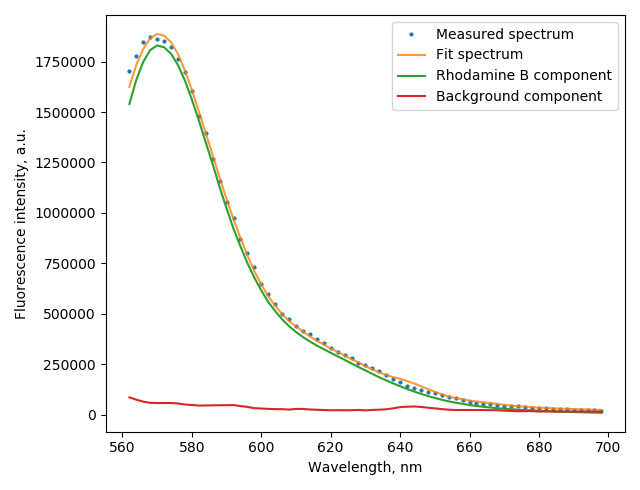 Measured spectrum
Fit spectrum
Rhodamine B component
Background component
Fluorescence intensity, a.u.
1750000
1500000
1250000
1000000
750000
500000
250000
0
560
580
600
620
640
660
680
700
Wavelength, nm